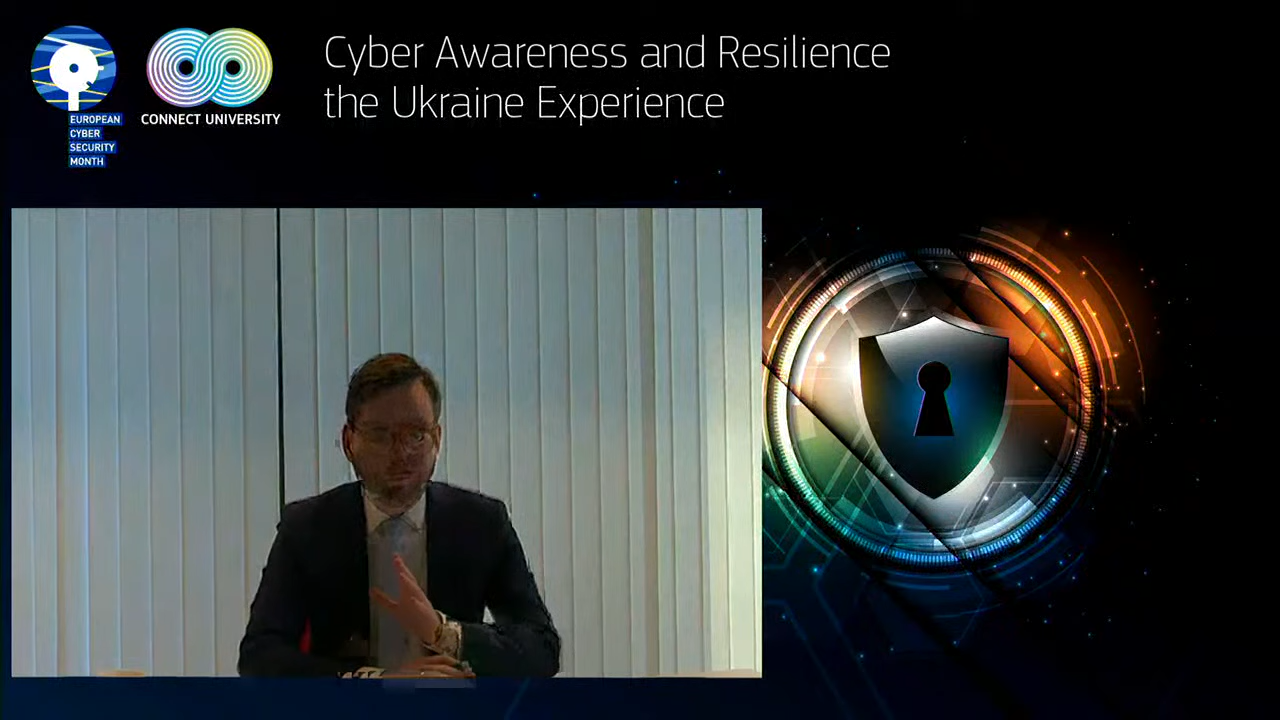 EUROPEAN
CYBER
SECURITY
MONTH
CONNECT UNIVERSITY
Cyber Awareness and Resilience
the Ukraine Experience